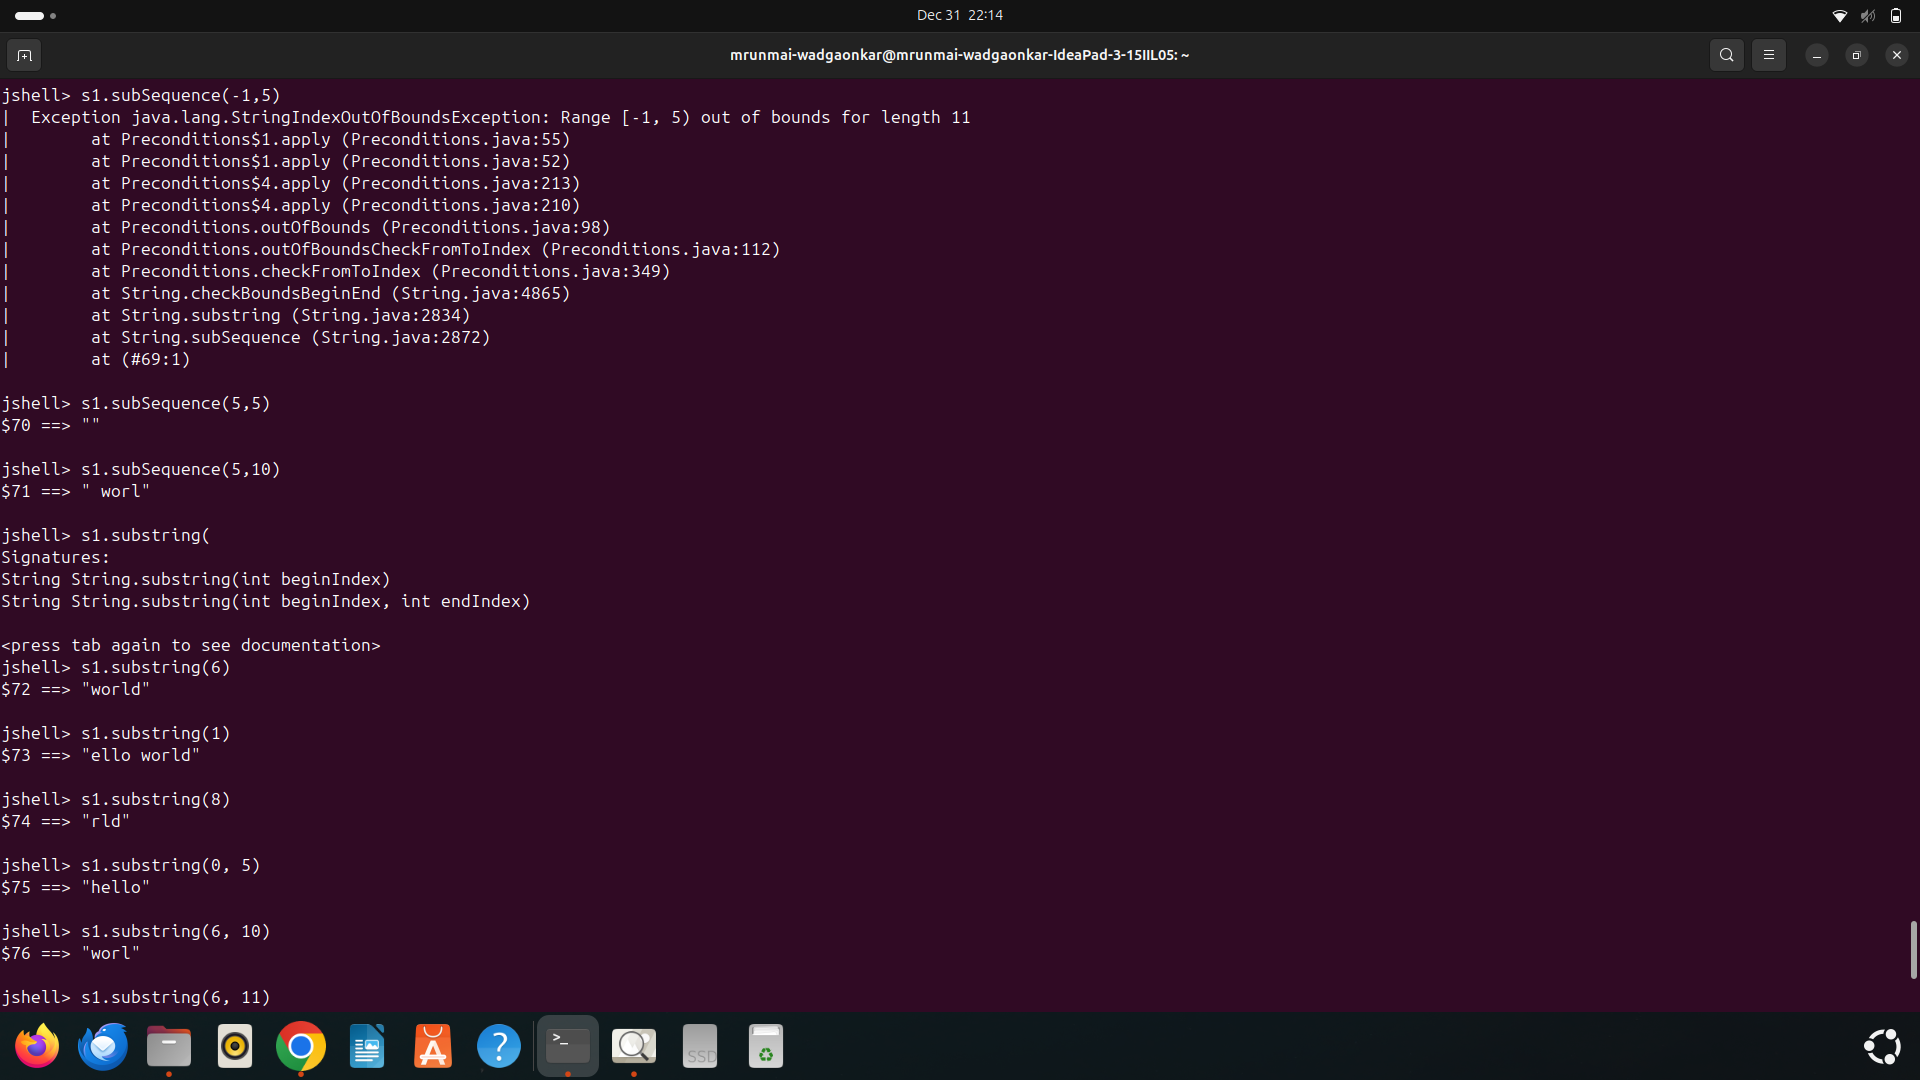 Dec 31 22:14
mrunmai-wadgaonkar@mrunmai-wadgaonkar-IdeaPad-3-15IIL05: ~
jshell> s1.subSequence(-1,5)
|  Exception java.lang.StringIndexOutOfBoundsException: Range [-1, 5) out of bounds for length 11
|        at Preconditions$1.apply (Preconditions.java:55)
|        at Preconditions$1.apply (Preconditions.java:52)
|        at Preconditions$4.apply (Preconditions.java:213)
|        at Preconditions$4.apply (Preconditions.java:210)
|        at Preconditions.outOfBounds (Preconditions.java:98)
|        at Preconditions.outOfBoundsCheckFromToIndex (Preconditions.java:112)
|        at Preconditions.checkFromToIndex (Preconditions.java:349)
|        at String.checkBoundsBeginEnd (String.java:4865)
|        at String.substring (String.java:2834)
|        at String.subSequence (String.java:2872)
|        at (#69:1)
jshell> s1.subSequence(5,5)
$70 ==> ""
jshell> s1.subSequence(5,10)
$71 ==> " worl"
jshell> s1.substring(
Signatures:
String String.substring(int beginIndex)
String String.substring(int beginIndex, int endIndex)
<press tab again to see documentation>
jshell> s1.substring(6)
$72 ==> "world"
jshell> s1.substring(1)
$73 ==> "ello world"
jshell> s1.substring(8)
$74 ==> "rld"
jshell> s1.substring(0, 5)
$75 ==> "hello"
jshell> s1.substring(6, 10)
$76 ==> "worl"
jshell> s1.substring(6, 11)
>_
?
SSD